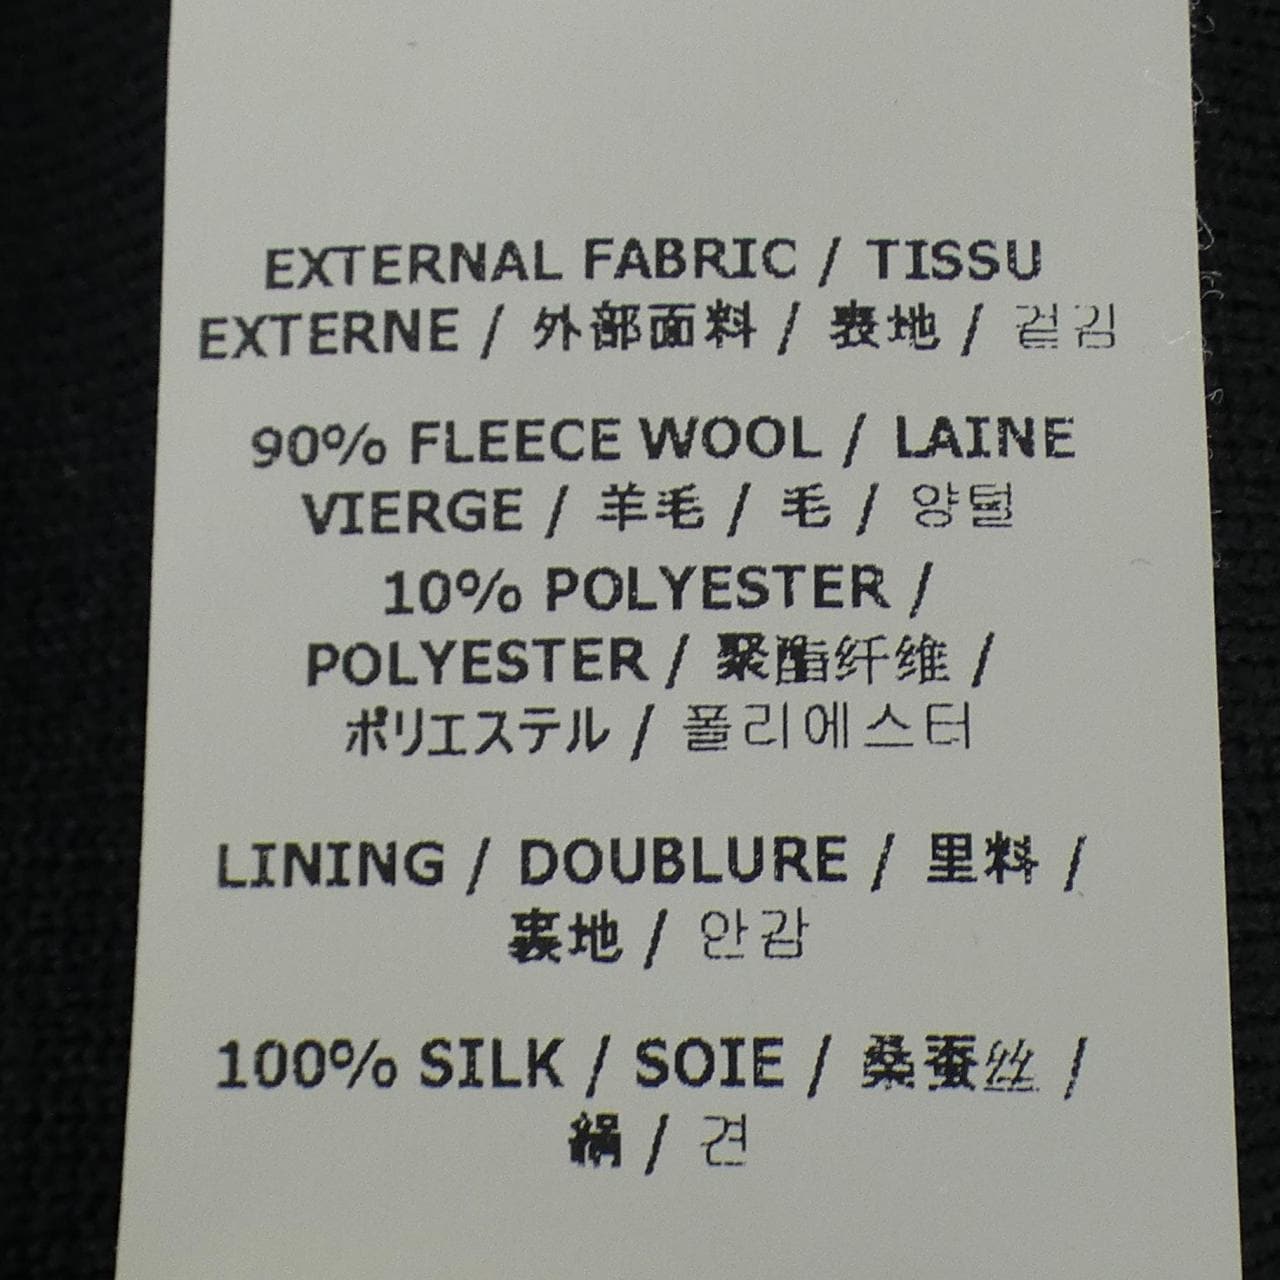 EXTERNAL FABRIC / TISSU
EXTERNE / 外部面料 / 表地 / 겉감
90% FLEECE WOOL / LAINE
VIERGE / 羊毛 / 毛 / 양털
10% POLYESTER /
POLYESTER / 聚酯纤维 /
ポリエステル / 폴리에스터
LINING / DOUBLURE / 里料 /
裏地 / 안감
100% SILK / SOIE / 桑蚕丝 /
絹 / 견